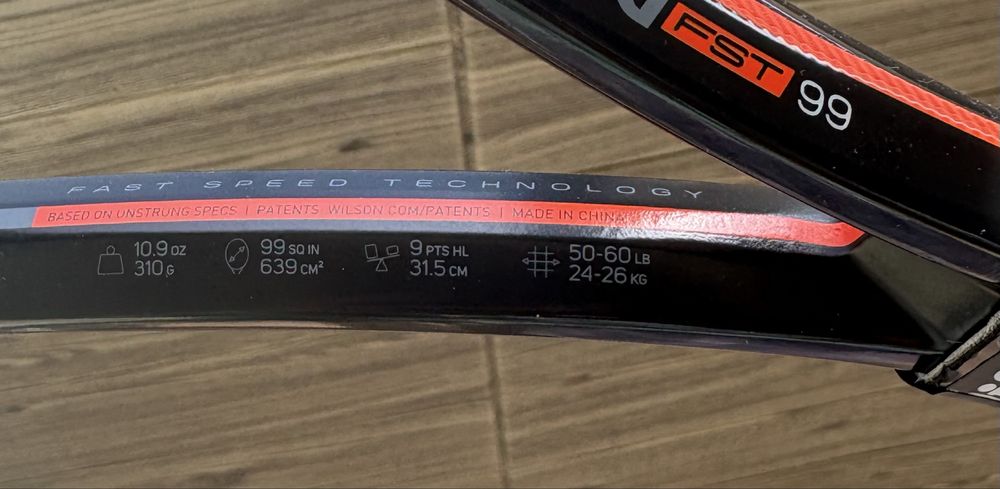 FST
99
FAST SPEED TECHNOLOGY
BASED ON UNSTRUNG SPECS | PATENTS WILSON.COM/PATENTS | MADE IN CHINA
10.9 OZ
310 G
99 SQ IN
639 CM²
9 PTS HL
31.5 CM
50-60 LB
24-26 KG